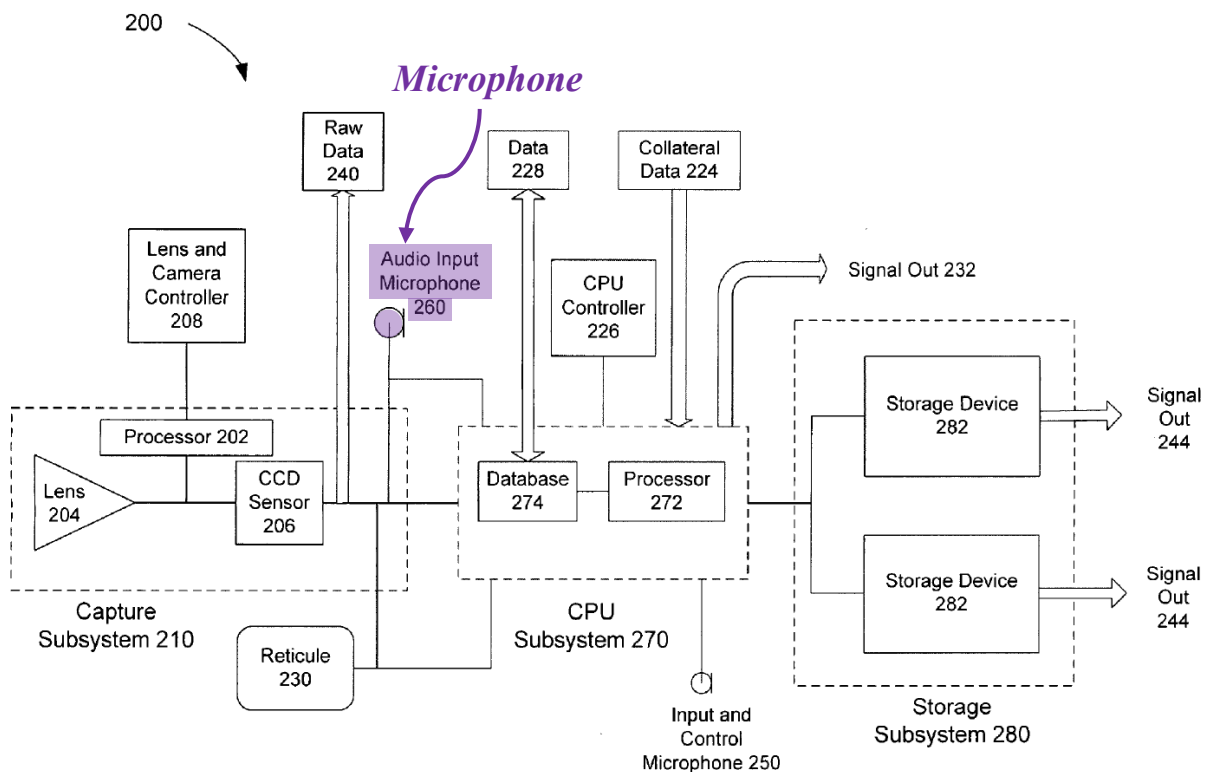 200
Microphone
Raw
Data
240
Data
228
Collateral
Data 224
Lens and
Camera
Controller
208
Audio Input
Microphone
260
CPU
Controller
226
Signal Out 232
Processor 202
Lens
204
CCD
Sensor
206
Database
274
Processor
272
Storage Device
282
Signal
Out
244
Storage Device
282
Signal
Out
244
Capture
Subsystem 210
CPU
Subsystem 270
Reticule
230
Input and
Control
Microphone 250
Storage
Subsystem 280